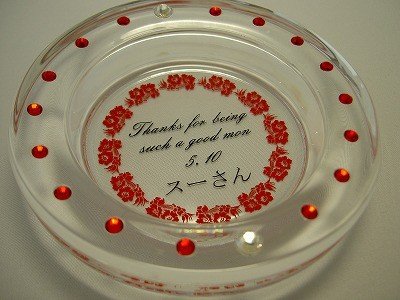 Thanks for being
such a good mon
5, 10
スーさん